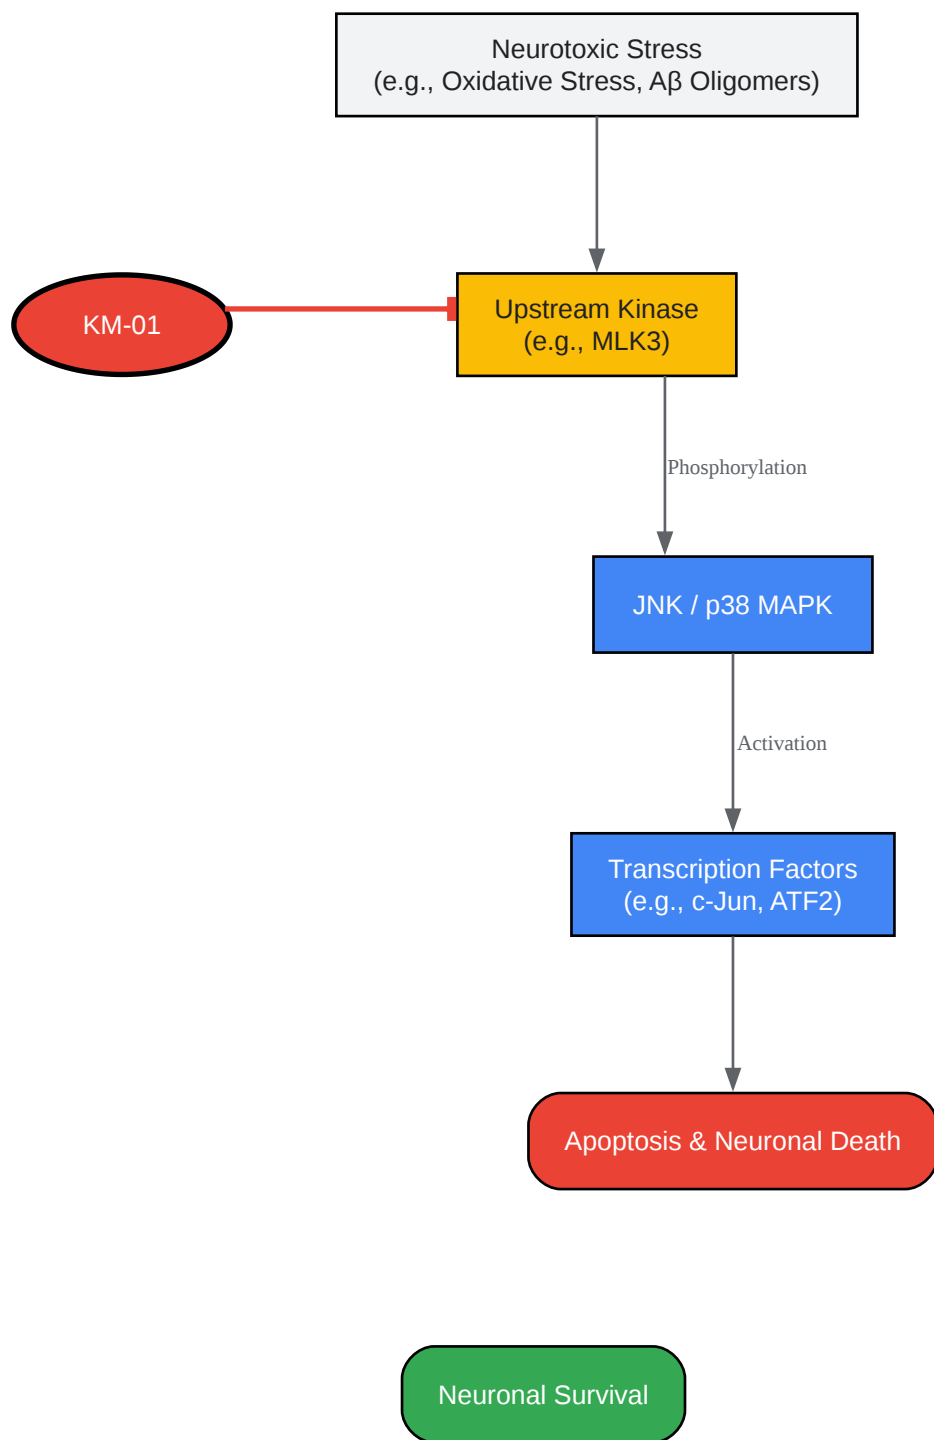 Neurotoxic Stress
(e.g., Oxidative Stress, Aβ Oligomers)
KM-01
Upstream Kinase
(e.g., MLK3)
Phosphorylation
JNK / p38 MAPK
Activation
Transcription Factors
(e.g., c-Jun, ATF2)
Apoptosis & Neuronal Death
Neuronal Survival